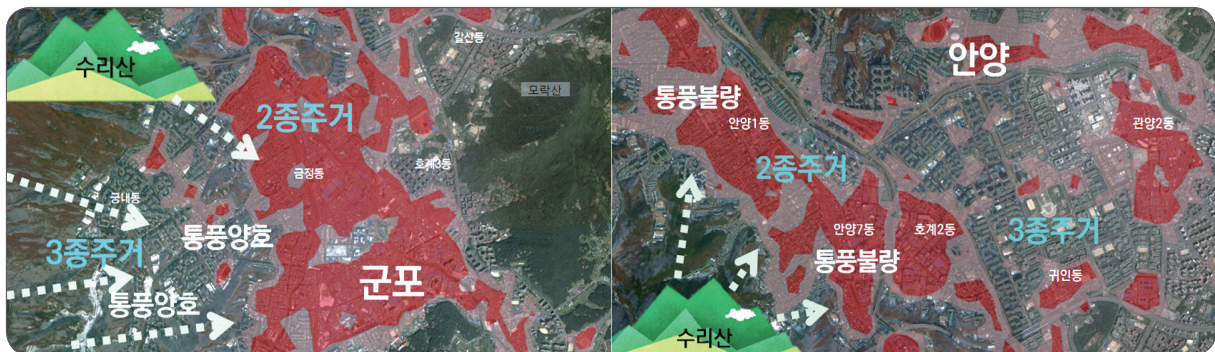 수리산
갈산동
모락산
2종주거
호계3동
금정동
궁내동
3종주거
통풍양호
통풍양호
군포
안양
통풍불량
안양1동
관양2동
2종주거
안양7동
호계2동
3종주거
통풍불량
귀인동
수리산